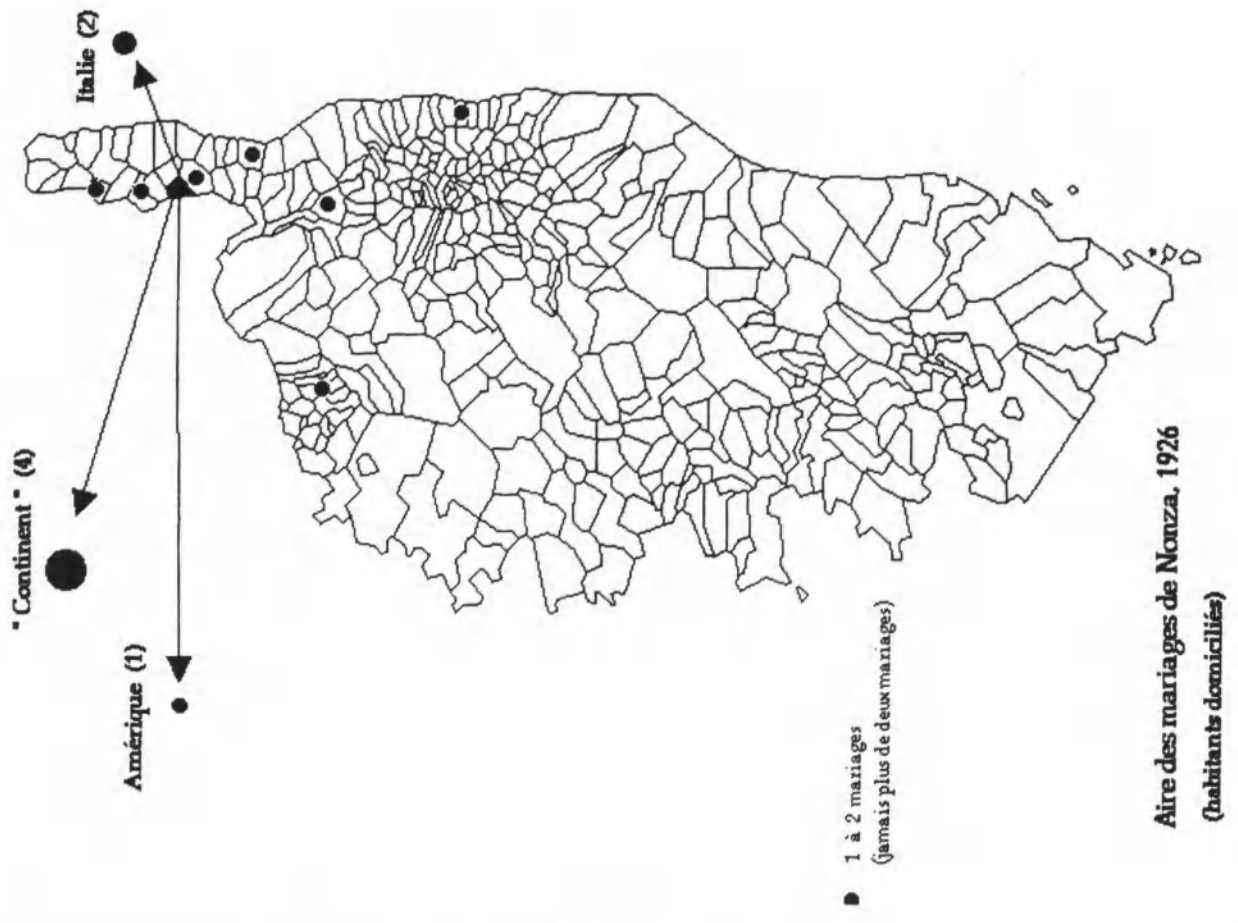 Italie (2)
"Continent" (4)
Amérique (1)
1 à 2 mariages
(jamais plus de deux mariages)
Aire des mariages de Nonza, 1926
(habitants domiciliés)